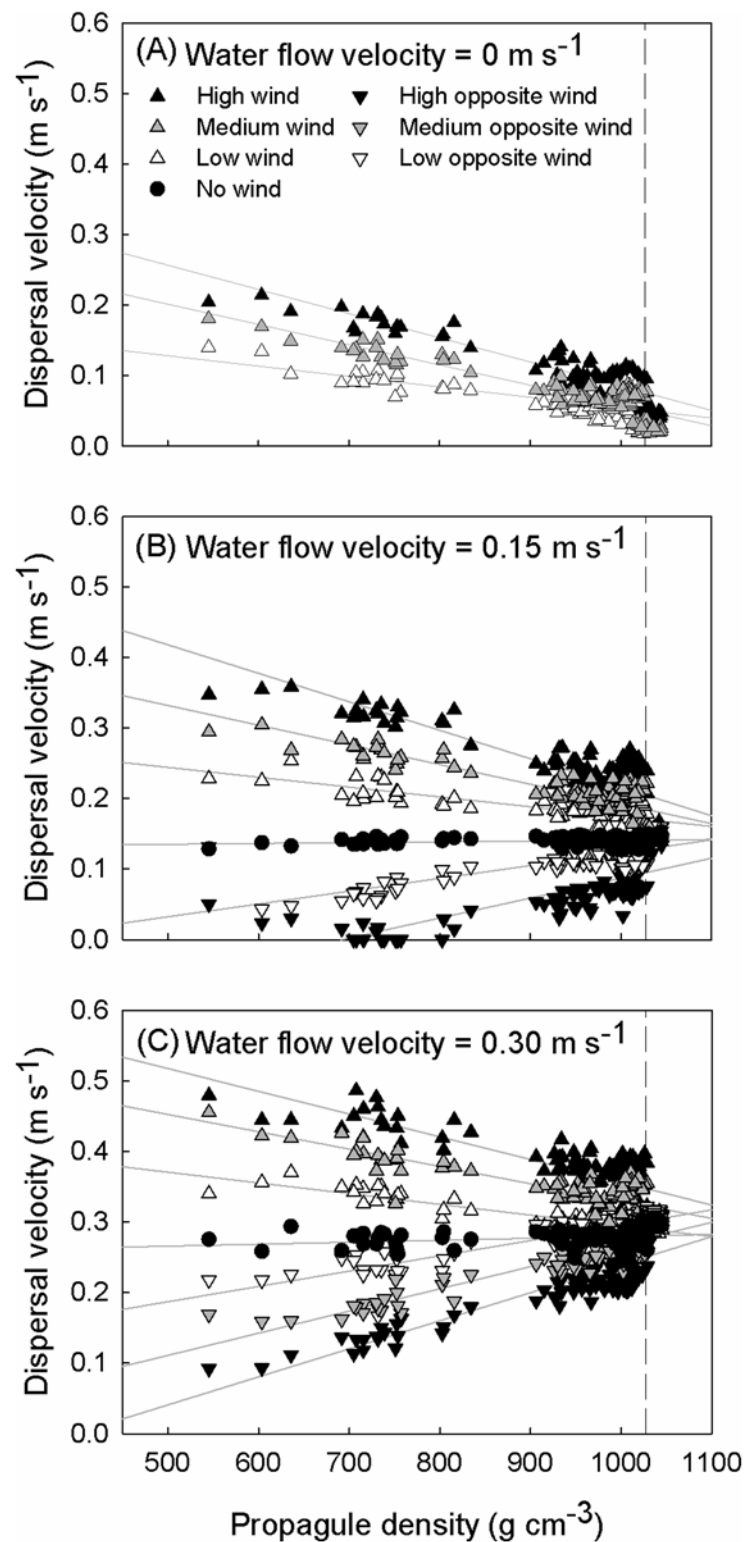 (A) Water flow velocity = 0 m s⁻¹
High wind
High opposite wind
Medium wind
Medium opposite wind
Low wind
Low opposite wind
No wind
Dispersal velocity (m s⁻¹)
0.6
0.5
0.4
0.3
0.2
0.1
0.0
(B) Water flow velocity = 0.15 m s⁻¹
Dispersal velocity (m s⁻¹)
0.6
0.5
0.4
0.3
0.2
0.1
0.0
(C) Water flow velocity = 0.30 m s⁻¹
Dispersal velocity (m s⁻¹)
0.6
0.5
0.4
0.3
0.2
0.1
0.0
500 600 700 800 900 1000 1100
Propagule density (g cm⁻³)